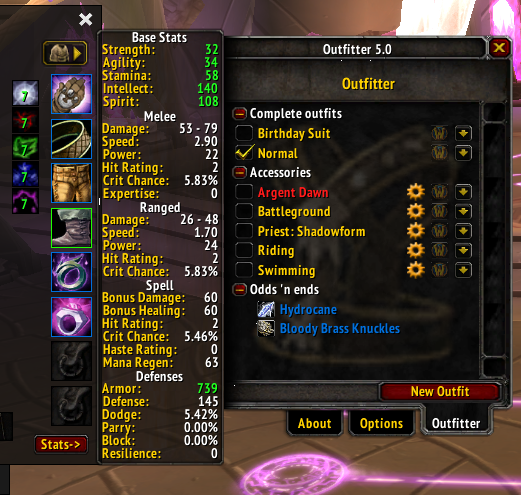 Base Stats
Strength: 32
Agility: 34
Stamina: 58
Intellect: 140
Spirit: 108
Melee
Damage: 53 - 79
Speed: 2.90
Power: 22
Hit Rating: 2
Crit Chance: 5.83%
Expertise: 0
Ranged
Damage: 26 - 48
Speed: 1.70
Power: 24
Hit Rating: 2
Crit Chance: 5.83%
Spell
Bonus Damage: 60
Bonus Healing: 60
Hit Rating: 2
Crit Chance: 5.46%
Haste Rating: 0
Mana Regen: 63
Defenses
Armor: 739
Defense: 145
Dodge: 5.42%
Parry: 0.00%
Block: 0.00%
Resilience: 0
7
7
7
7
7
Stats->
Outfitter 5.0
Outfitter
Complete outfits
Birthday Suit
Normal
Accessories
Argent Dawn
Battleground
Priest: Shadowform
Riding
Swimming
Odds 'n ends
Hydrocane
Bloody Brass Knuckles
New Outfit
About
Options
Outfitter